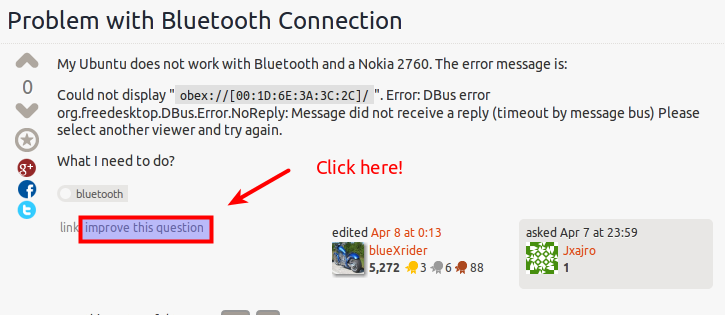 Problem with Bluetooth Connection
My Ubuntu does not work with Bluetooth and a Nokia 2760. The error message is:
0
Could not display "obex://[00:1D:6E:3A:3C:2C]/". Error: DBus error
org.freedesktop.DBus.Error.NoReply: Message did not receive a reply (timeout by message bus) Please
select another viewer and try again.
What I need to do?
Click here!
bluetooth
link improve this question
edited Apr 8 at 0:13
blueXrider
5,272 3 6 88
asked Apr 7 at 23:59
Jxajro
1